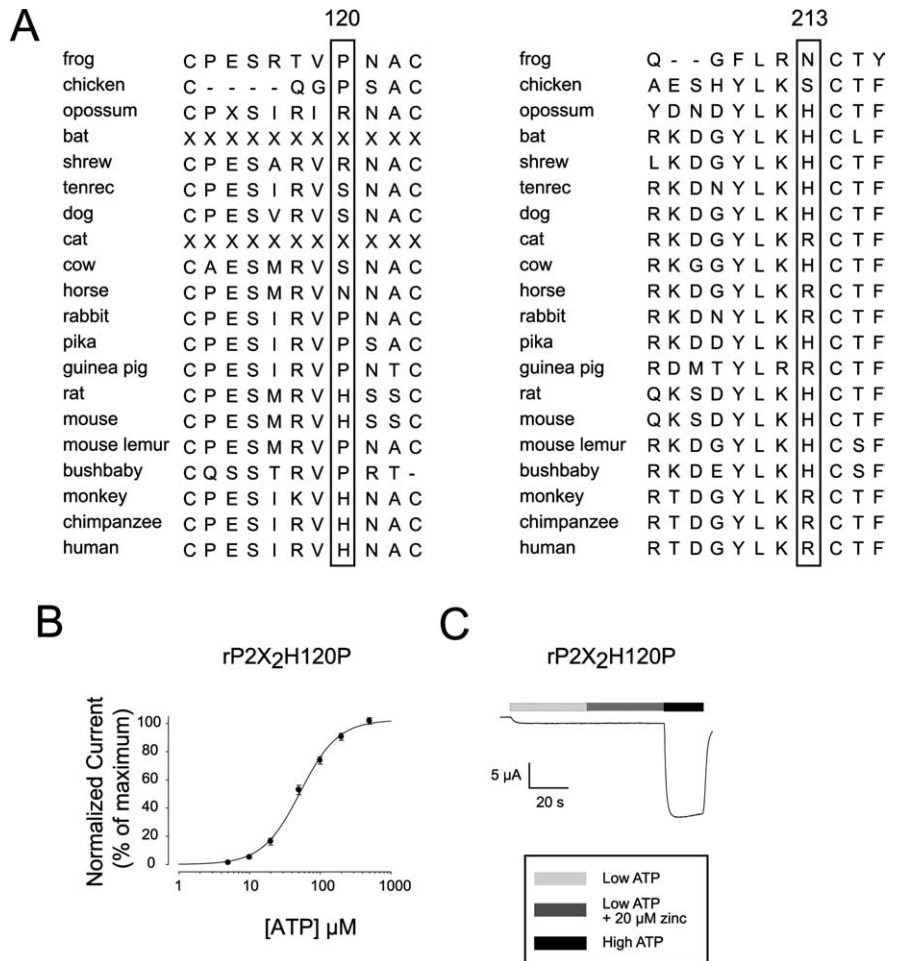 A
120
frog C P E S R T V P N A C
chicken C - - - - Q G P S A C
opossum C P X S I R I R N A C
bat X X X X X X X X X X X
shrew C P E S A R V R N A C
tenrec C P E S I R V S N A C
dog C P E S V R V S N A C
cat X X X X X X X X X X X
cow C A E S M R V S N A C
horse C P E S M R V N N A C
rabbit C P E S I R V P N A C
pika C P E S I R V P S A C
guinea pig C P E S I R V P N T C
rat C P E S M R V H S S C
mouse C P E S M R V H S S C
mouse lemur C P E S M R V P N A C
bushbaby C Q S S T R V P R T -
monkey C P E S I K V H N A C
chimpanzee C P E S I R V H N A C
human C P E S I R V H N A C
213
frog Q - - G F L R N C T Y
chicken A E S H Y L K S C T F
opossum Y D N D Y L K H C T F
bat R K D G Y L K H C L F
shrew L K D G Y L K H C T F
tenrec R K D N Y L K H C T F
dog R K D G Y L K H C T F
cat R K D G Y L K R C T F
cow R K G G Y L K H C T F
horse R K D G Y L K R C T F
rabbit R K D N Y L K R C T F
pika R K D D Y L K H C T F
guinea pig R D M T Y L R R C T F
rat Q K S D Y L K H C T F
mouse Q K S D Y L K H C T F
mouse lemur R K D G Y L K H C S F
bushbaby R K D E Y L K H C S F
monkey R T D G Y L K R C T F
chimpanzee R T D G Y L K R C T F
human R T D G Y L K R C T F
B
rP2X2H120P
Normalized Current
(% of maximum)
100
80
60
40
20
0
1 10 100 1000
[ATP] µM
C
rP2X2H120P
5 µA
20 s
Low ATP
Low ATP
+ 20 µM zinc
High ATP